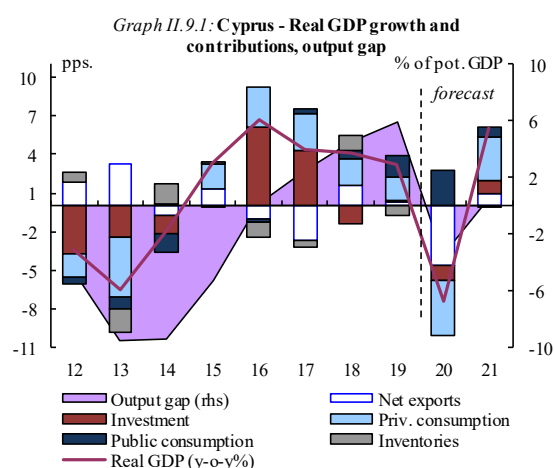 Graph II.9.1: Cyprus - Real GDP growth and
contributions, output gap
pps.
% of pot. GDP
forecast
10
7
4
1
-2
-5
-8
-11
10
6
2
-2
-6
-10
12 13 14 15 16 17 18 19 20 21
Output gap (rhs)
Net exports
Investment
Priv. consumption
Public consumption
Inventories
Real GDP (y-o-y%)